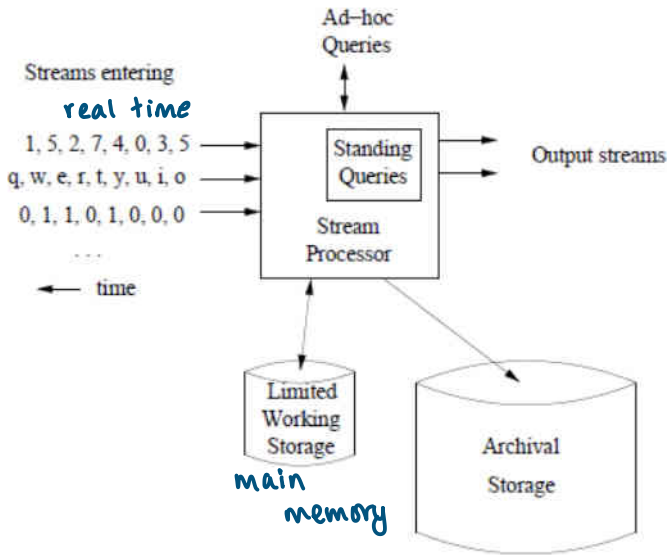 Ad-hoc
Queries
Streams entering
real time
1, 5, 2, 7, 4, 0, 3, 5
q, w, e, r, t, y, u, i, o
0, 1, 1, 0, 1, 0, 0, 0
. . .
time
Standing
Queries
Stream
Processor
Output streams
Limited
Working
Storage
main
memory
Archival
Storage